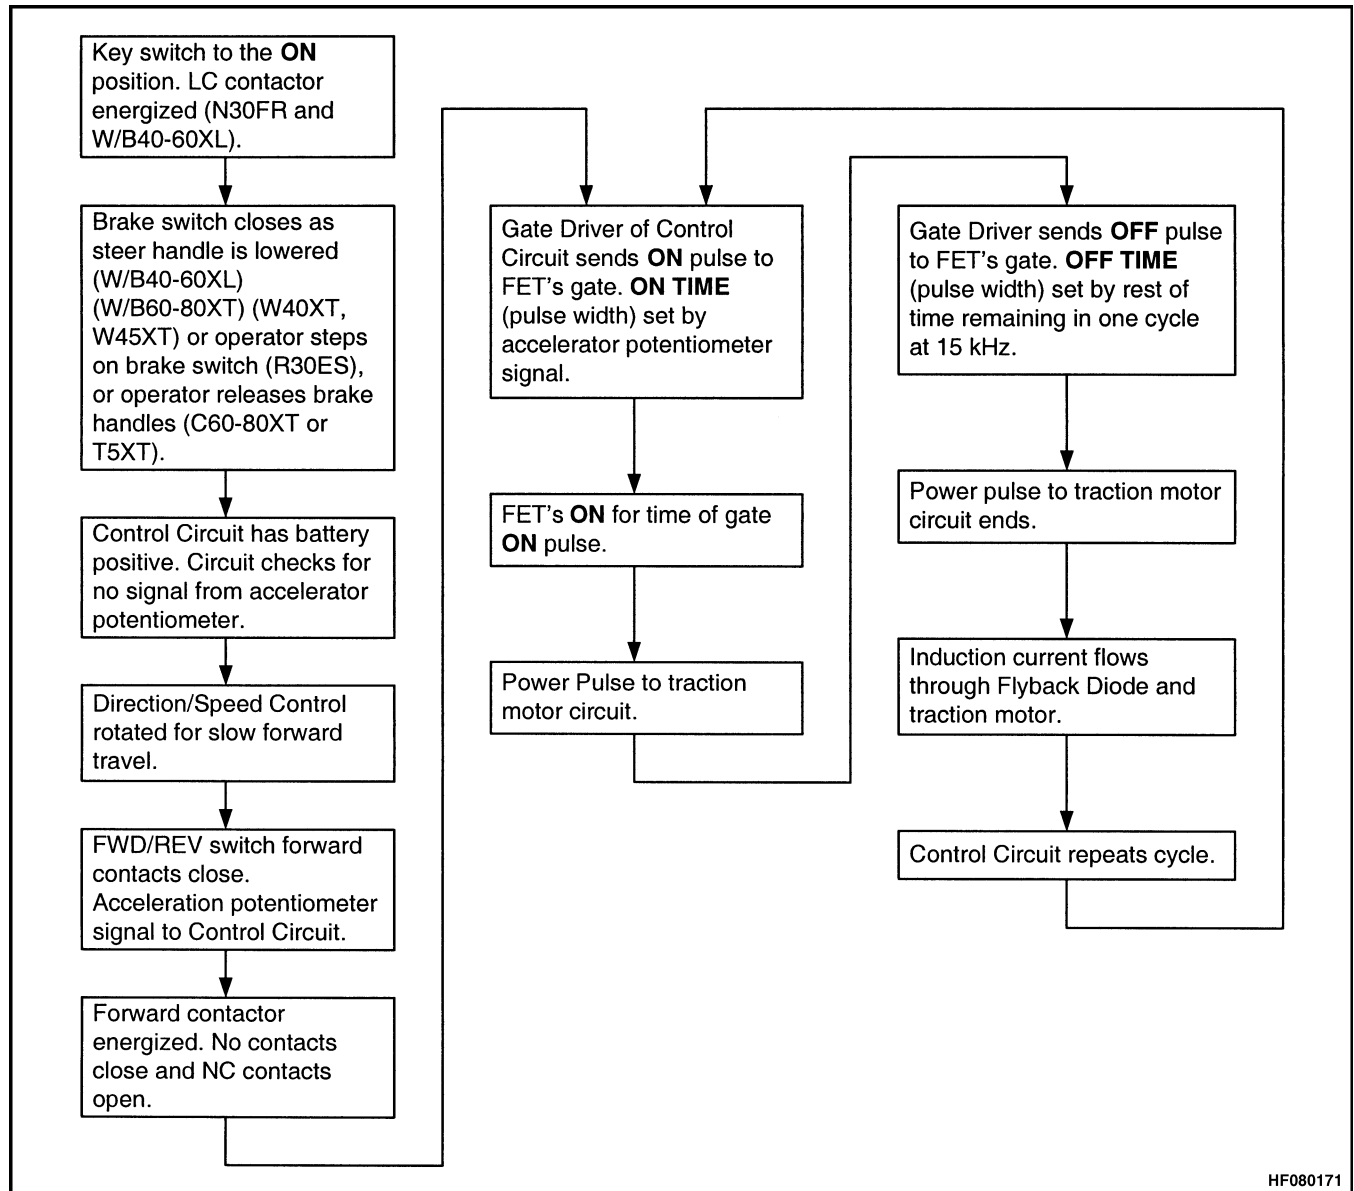 Key switch to the ON
position. LC contactor
energized (N30FR and
W/B40-60XL).
Brake switch closes as
steer handle is lowered
(W/B40-60XL)
(W/B60-80XT) (W40XT,
W45XT) or operator steps
on brake switch (R30ES),
or operator releases brake
handles (C60-80XT or
T5XT).
Control Circuit has battery
positive. Circuit checks for
no signal from accelerator
potentiometer.
Direction/Speed Control
rotated for slow forward
travel.
FWD/REV switch forward
contacts close.
Acceleration potentiometer
signal to Control Circuit.
Forward contactor
energized. No contacts
close and NC contacts
open.
Gate Driver of Control
Circuit sends ON pulse to
FET's gate. ON TIME
(pulse width) set by
accelerator potentiometer
signal.
FET's ON for time of gate
ON pulse.
Power Pulse to traction
motor circuit.
Gate Driver sends OFF pulse
to FET's gate. OFF TIME
(pulse width) set by rest of
time remaining in one cycle
at 15 kHz.
Power pulse to traction motor
circuit ends.
Induction current flows
through Flyback Diode and
traction motor.
Control Circuit repeats cycle.
HF080171